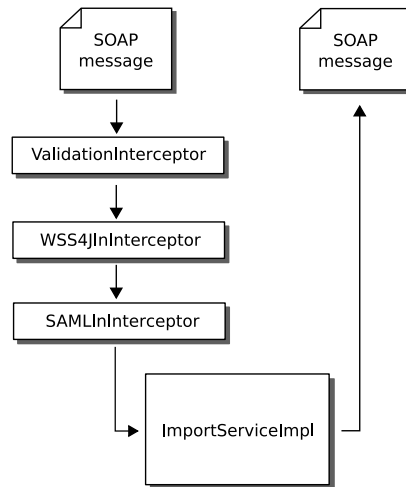 SOAP
message
SOAP
message
ValidationInterceptor
WSS4JInInterceptor
SAMLInInterceptor
ImportServiceImpl